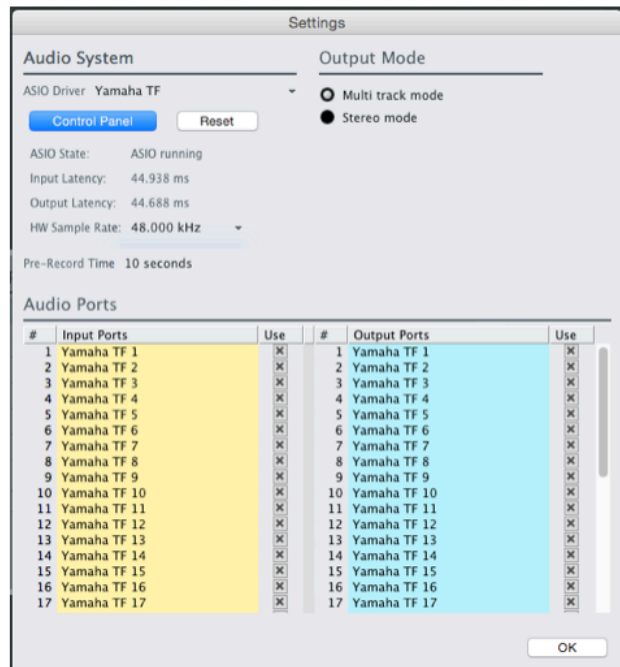 Settings
Audio System
Output Mode
ASIO Driver Yamaha TF
Multi track mode
Control Panel
Reset
Stereo mode
ASIO State: ASIO running
Input Latency: 44.938 ms
Output Latency: 44.688 ms
HW Sample Rate: 48.000 kHz
Pre-Record Time 10 seconds
Audio Ports
# Input Ports Use # Output Ports Use
1 Yamaha TF 1 1 Yamaha TF 1
2 Yamaha TF 2 2 Yamaha TF 2
3 Yamaha TF 3 3 Yamaha TF 3
4 Yamaha TF 4 4 Yamaha TF 4
5 Yamaha TF 5 5 Yamaha TF 5
6 Yamaha TF 6 6 Yamaha TF 6
7 Yamaha TF 7 7 Yamaha TF 7
8 Yamaha TF 8 8 Yamaha TF 8
9 Yamaha TF 9 9 Yamaha TF 9
10 Yamaha TF 10 10 Yamaha TF 10
11 Yamaha TF 11 11 Yamaha TF 11
12 Yamaha TF 12 12 Yamaha TF 12
13 Yamaha TF 13 13 Yamaha TF 13
14 Yamaha TF 14 14 Yamaha TF 14
15 Yamaha TF 15 15 Yamaha TF 15
16 Yamaha TF 16 16 Yamaha TF 16
17 Yamaha TF 17 17 Yamaha TF 17
OK